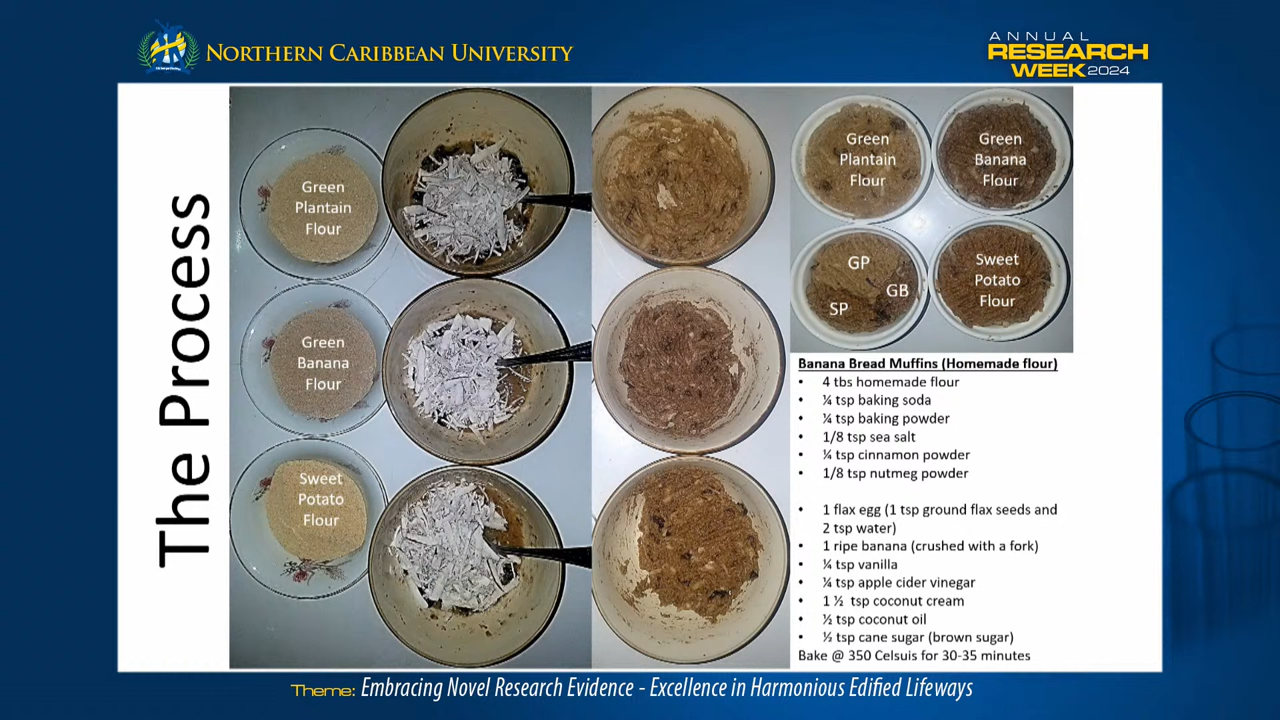 NORTHERN CARIBBEAN UNIVERSITY
ANNUAL
RESEARCH
WEEK 2024
The Process
Green
Plantain
Flour
Green
Banana
Flour
Sweet
Potato
Flour
Green
Plantain
Flour
Green
Banana
Flour
GP
GB
SP
Sweet
Potato
Flour
Banana Bread Muffins (Homemade flour)
• 4 tbs homemade flour
• ¼ tsp baking soda
• ¼ tsp baking powder
• 1/8 tsp sea salt
• ¼ tsp cinnamon powder
• 1/8 tsp nutmeg powder
• 1 flax egg (1 tsp ground flax seeds and
2 tsp water)
• 1 ripe banana (crushed with a fork)
• ¼ tsp vanilla
• ¼ tsp apple cider vinegar
• 1 ½ tsp coconut cream
• ½ tsp coconut oil
• ½ tsp cane sugar (brown sugar)
Bake @ 350 Celsuis for 30-35 minutes
Theme: Embracing Novel Research Evidence - Excellence in Harmonious Edified Lifeways